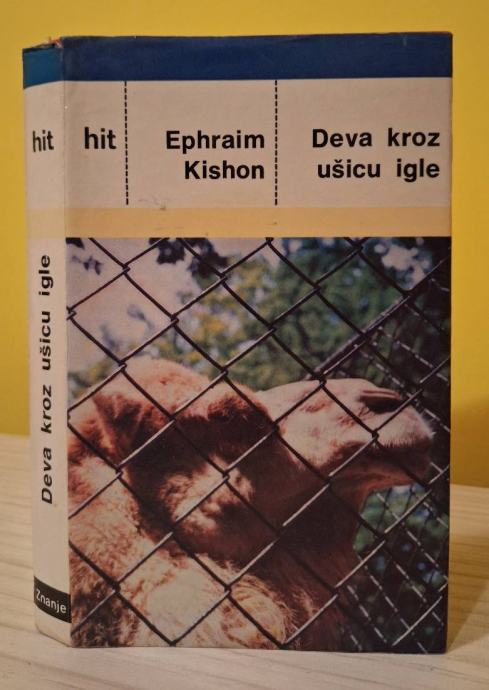 hit
Deva kroz ušicu igle
Znanje
hit
Ephraim
Kishon
Deva kroz
ušicu igle